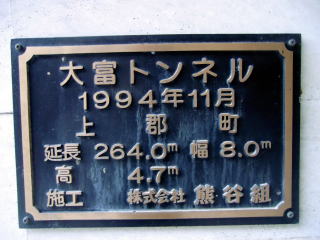 大富トンネル
1994年11月
上郡町
延長 264.0m 幅 8.0m
高 4.7m
施工 株式会社 熊谷組